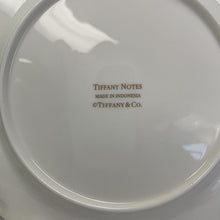 TIFFANY NOTES
MADE IN INDONESIA
©TIFFANY & CO.